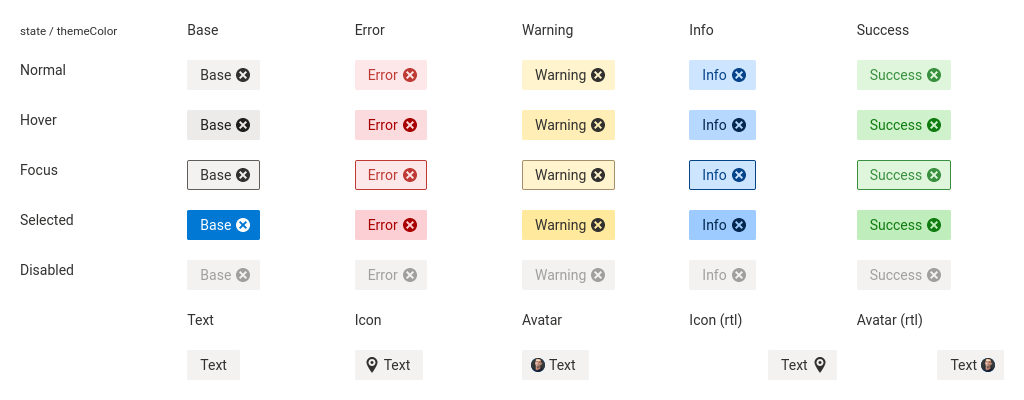 state / themeColor Base Error Warning Info Success
Normal Base Error Warning Info Success
Hover Base Error Warning Info Success
Focus Base Error Warning Info Success
Selected Base Error Warning Info Success
Disabled Base Error Warning Info Success
Text Icon Avatar Icon (rtl) Avatar (rtl)
Text Text Text Text Text